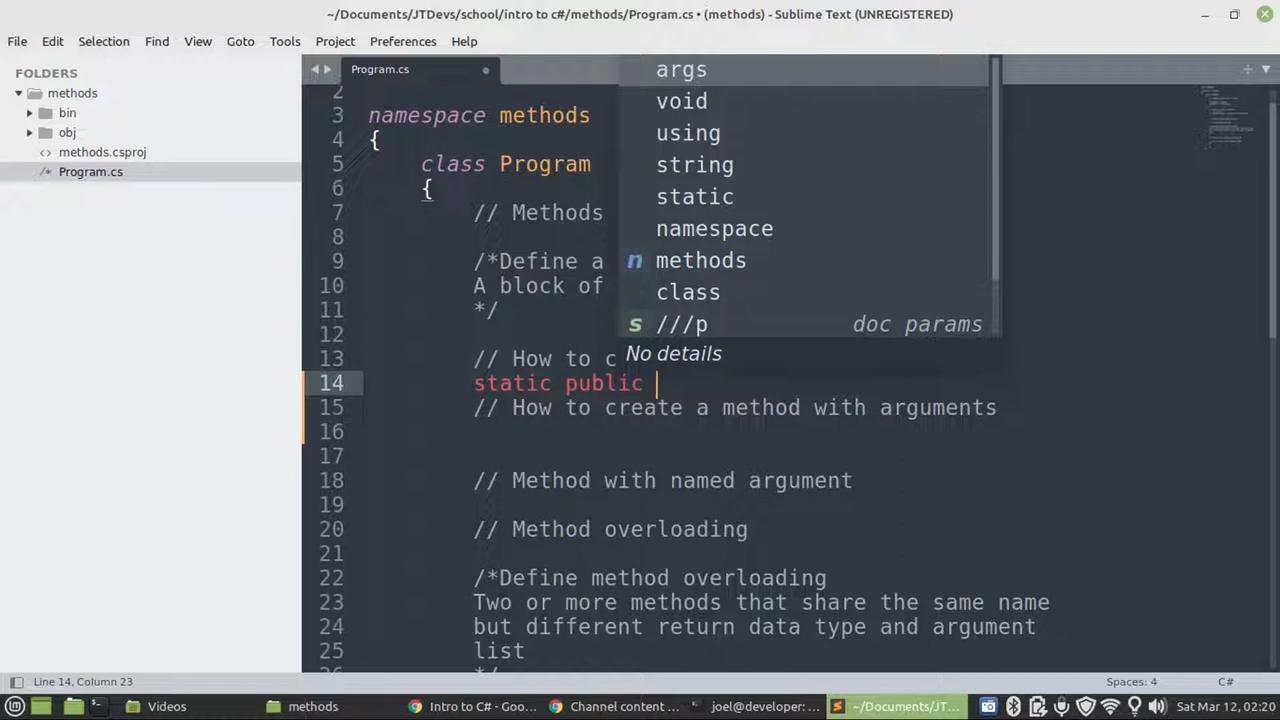 ~/Documents/JTDevs/school/intro to c#/methods/Program.cs • (methods) - Sublime Text (UNREGISTERED)
File Edit Selection Find View Goto Tools Project Preferences Help
FOLDERS
methods
bin
obj
methods.csproj
/* Program.cs
Program.cs
args
void
using
string
static
namespace
n methods
class
s ///p doc params
No details
2
3 namespace methods
4 {
5 class Program
6 {
7 // Methods
8
9 /*Define a
10 A block of
11 */
12
13 // How to c
14 static public
15 // How to create a method with arguments
16
17
18 // Method with named argument
19
20 // Method overloading
21
22 /*Define method overloading
23 Two or more methods that share the same name
24 but different return data type and argument
25 list
26 */
Line 14, Column 23 Spaces: 4 C#
Videos methods Intro to C# - Goo... Channel content ... joel@developer: ... ~/Documents/JT... Sat Mar 12, 02:20